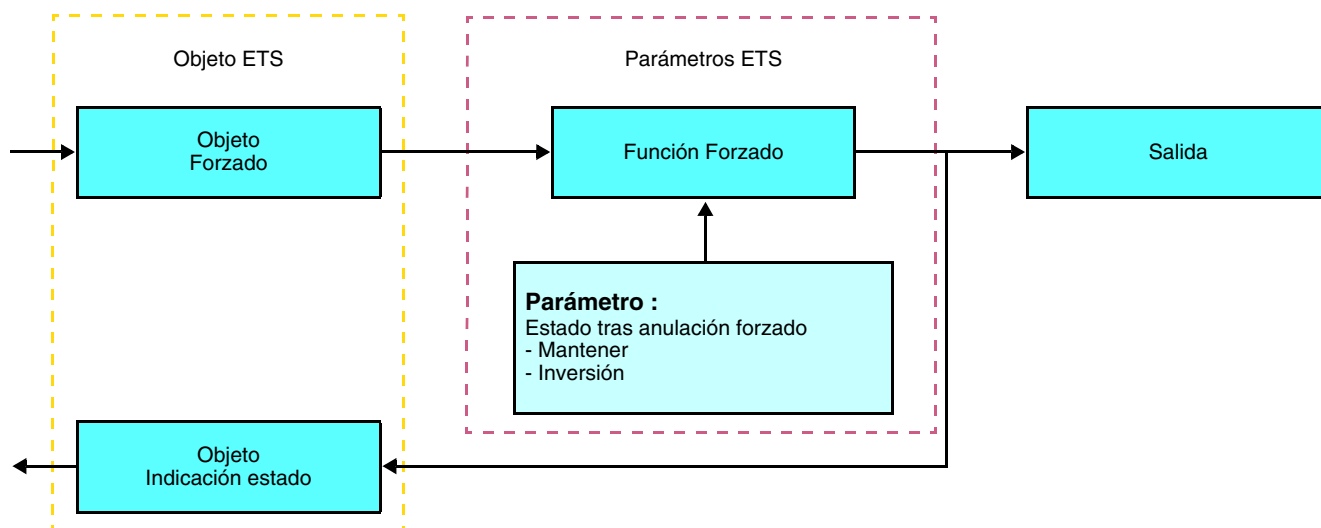 Objeto ETS
Parámetros ETS
Objeto
Forzado
Función Forzado
Salida
Parámetro :
Estado tras anulación forzado
- Mantener
- Inversión
Objeto
Indicación estado